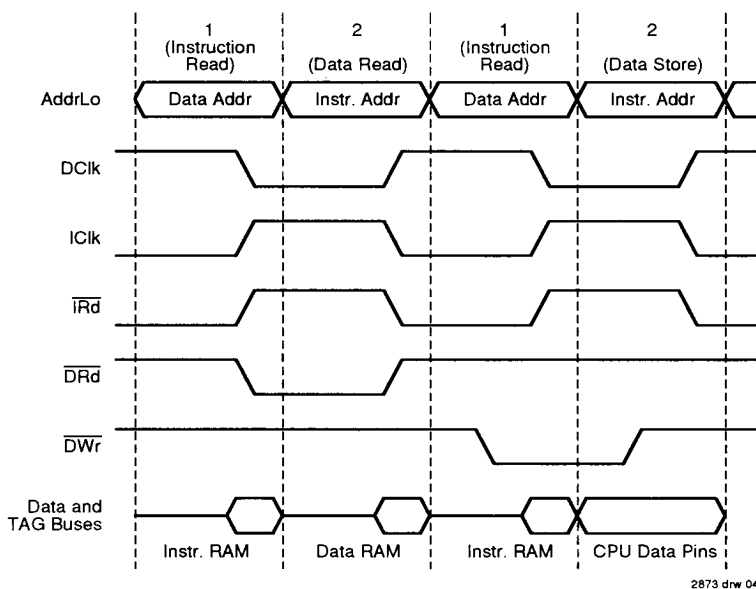 1
(Instruction
Read)
2
(Data Read)
1
(Instruction
Read)
2
(Data Store)
AddrLo
Data Addr
Instr. Addr
Data Addr
Instr. Addr
DClk
IClk
IRd
DRd
DWr
Data and
TAG Buses
Instr. RAM
Data RAM
Instr. RAM
CPU Data Pins
2873 drw 04